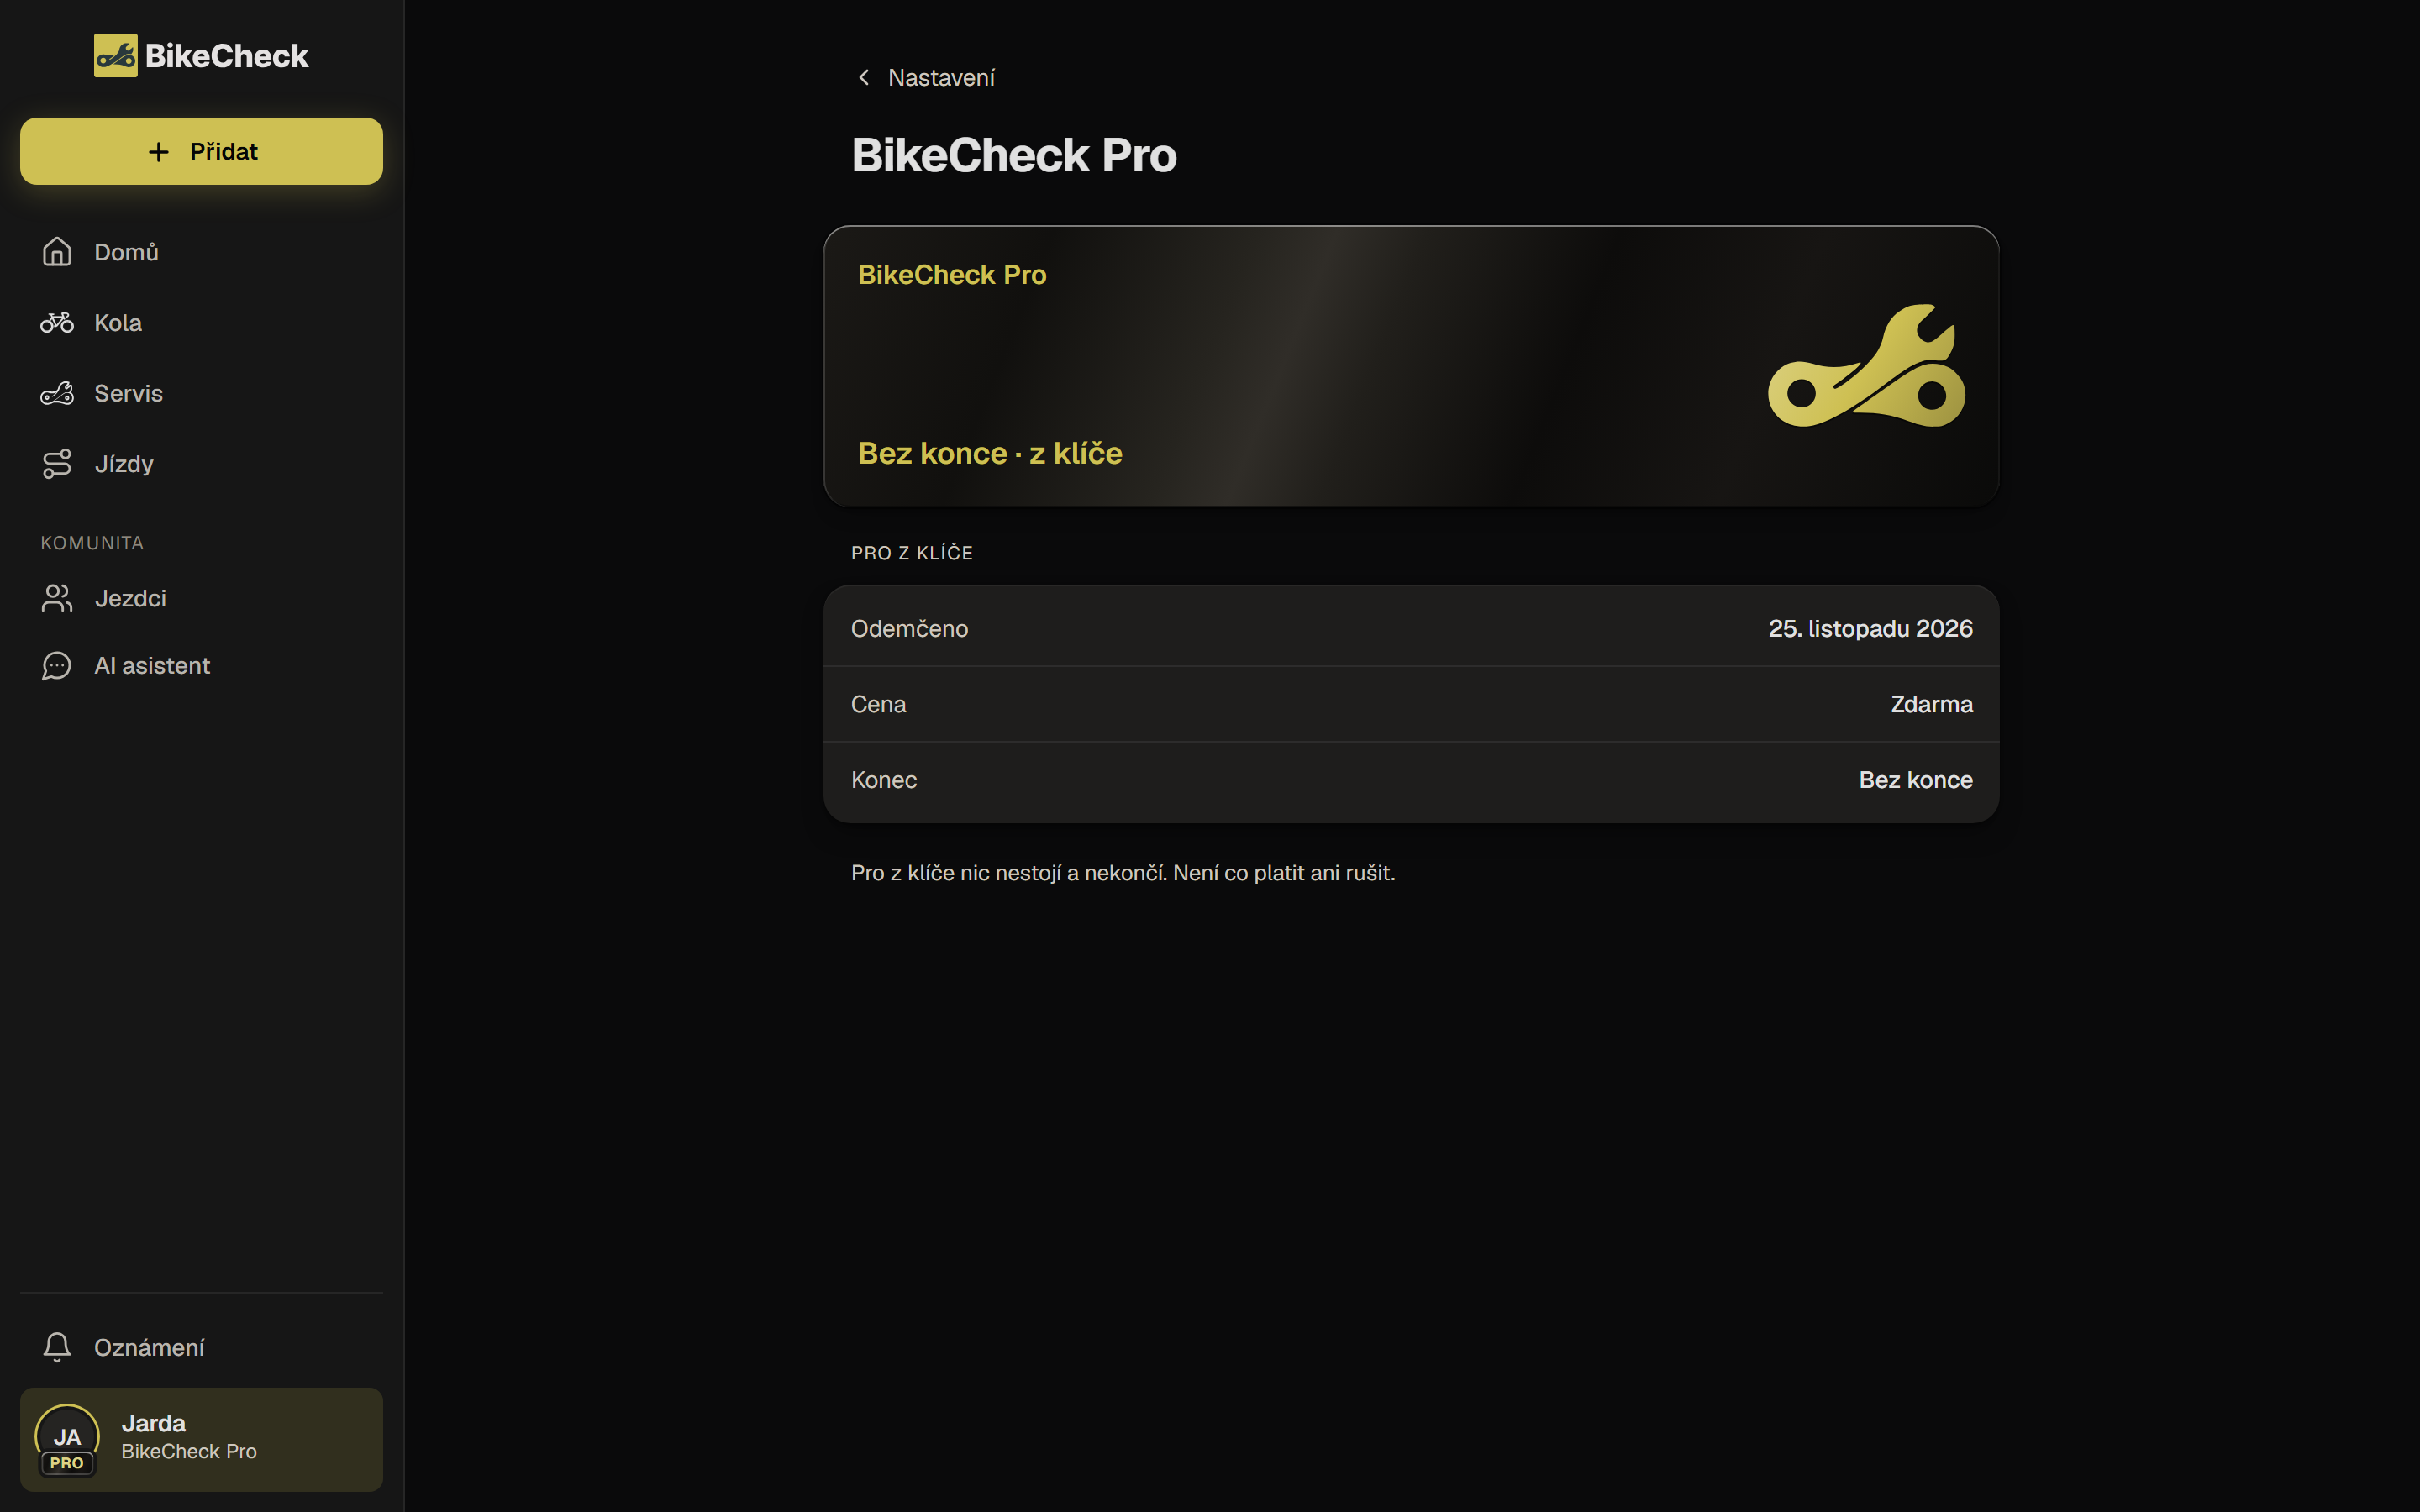 BikeCheck
Přidat
Domů
Kola
Servis
Jízdy
KOMUNITA
Jezdci
AI asistent
Oznámení
JA
PRO
Jarda
BikeCheck Pro
Nastavení
BikeCheck Pro
BikeCheck Pro
Bez konce · z klíče
PRO Z KLÍČE
Odemčeno 25. listopadu 2026
Cena Zdarma
Konec Bez konce
Pro z klíče nic nestojí a nekončí. Není co platit ani rušit.